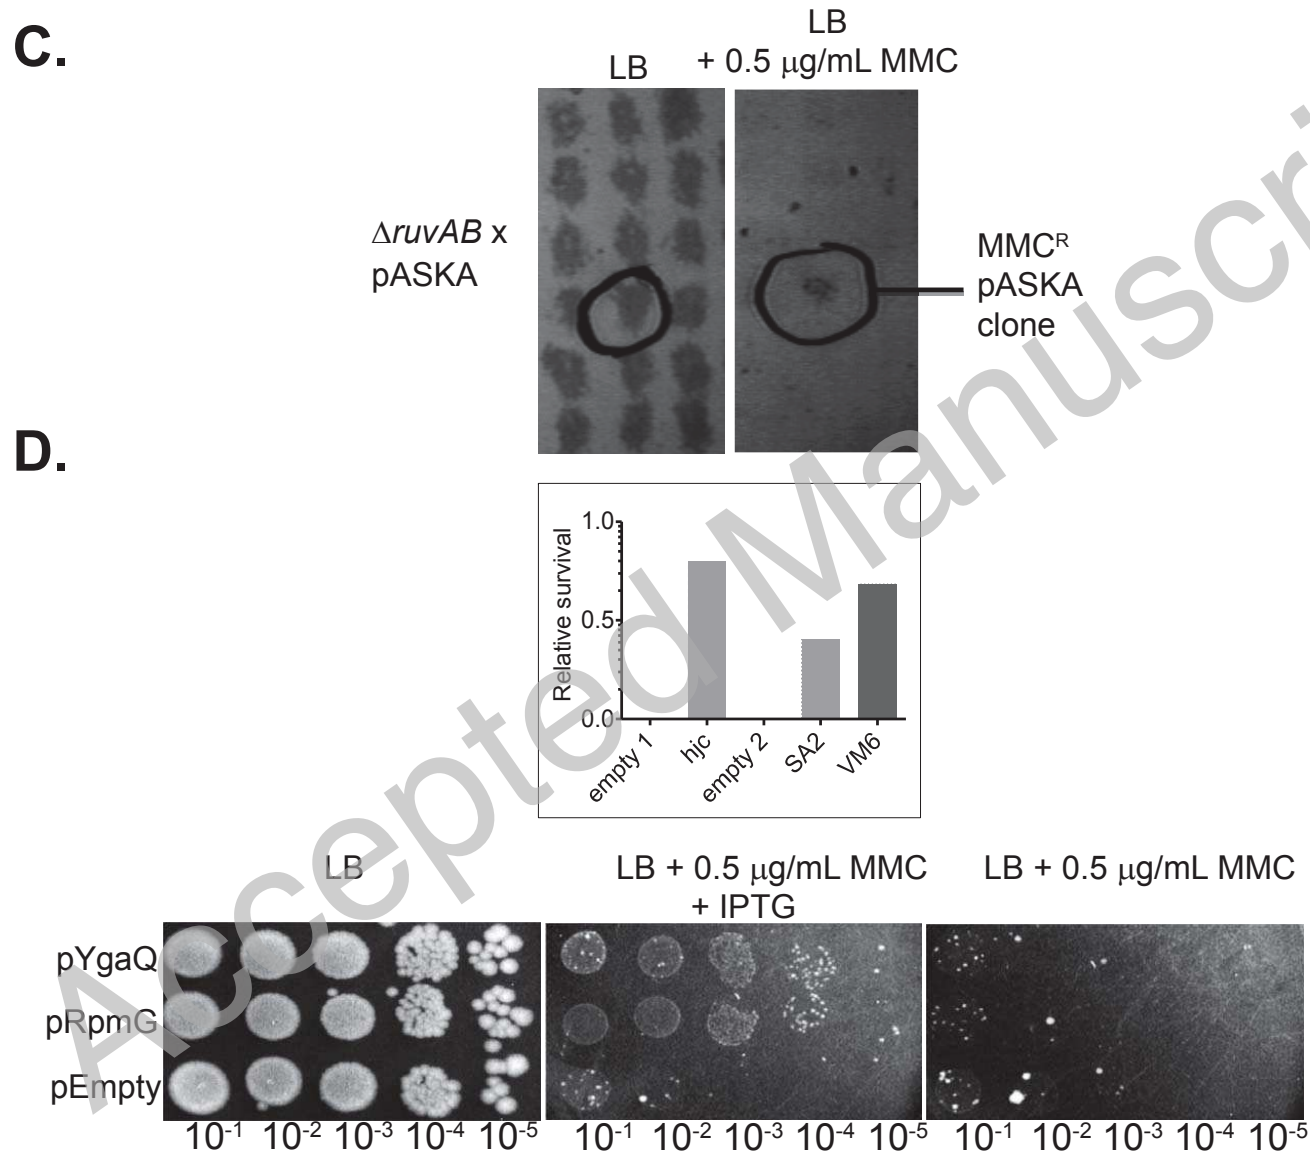 C.
LB
LB
+ 0.5 μg/mL MMC
ΔruvAB x
pASKA
MMCᴿ
pASKA
clone
D.
Relative survival
1.0
0.5
0.0
empty 1
hjc
empty 2
SA2
VM6
LB
LB + 0.5 μg/mL MMC
+ IPTG
LB + 0.5 μg/mL MMC
pYgaQ
pRpmG
pEmpty
10⁻¹ 10⁻² 10⁻³ 10⁻⁴ 10⁻⁵
10⁻¹ 10⁻² 10⁻³ 10⁻⁴ 10⁻⁵
10⁻¹ 10⁻² 10⁻³ 10⁻⁴ 10⁻⁵
Accepted Manuscri